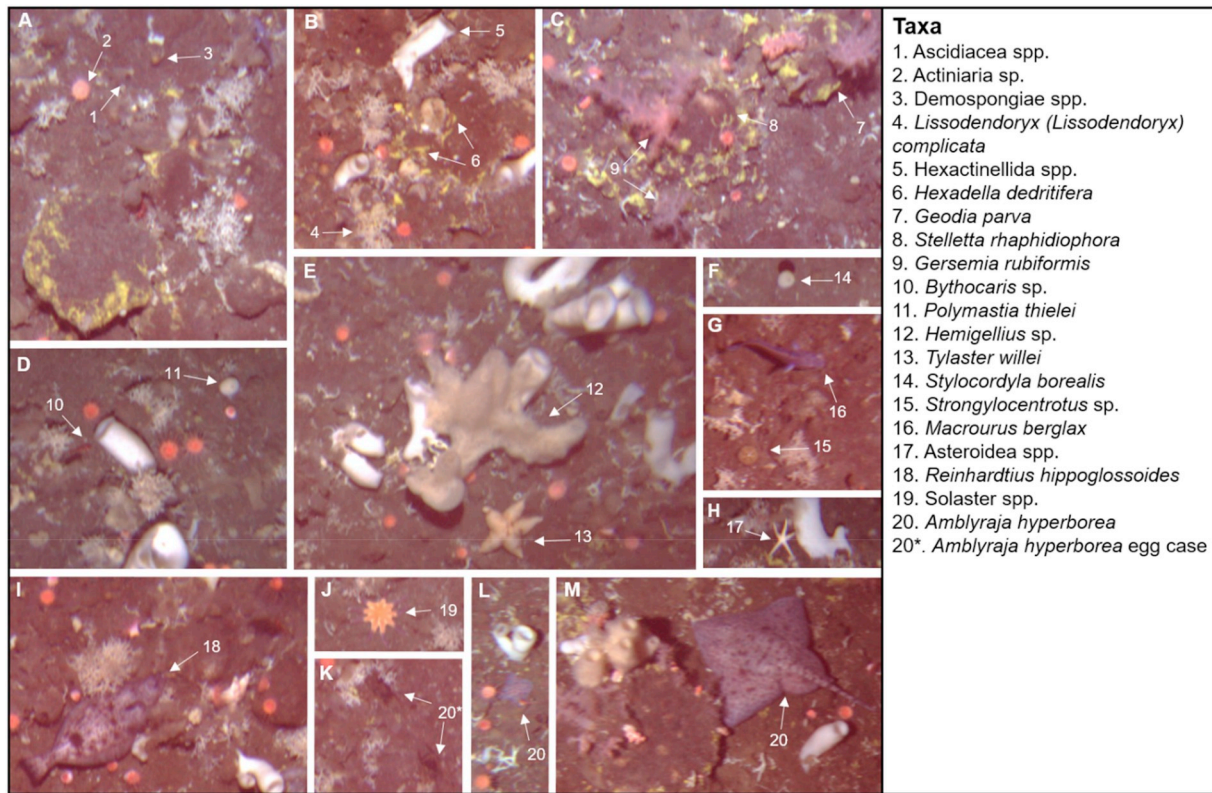 A
2
3
1
B
5
6
4
C
8
7
9
D
11
10
E
12
13
F
14
G
16
15
H
17
I
18
J
19
K
20*
L
20
M
20
Taxa
1. Ascidiacea spp.
2. Actiniaria sp.
3. Demospongiae spp.
4. Lissodendoryx (Lissodendoryx)
complicata
5. Hexactinellida spp.
6. Hexadella dedritifera
7. Geodia parva
8. Stelletta rhaphidiophora
9. Gersemia rubiformis
10. Bythocaris sp.
11. Polymastia thielei
12. Hemigellius sp.
13. Tylaster willei
14. Stylocordyla borealis
15. Strongylocentrotus sp.
16. Macrourus berglax
17. Asteroidea spp.
18. Reinhardtius hippoglossoides
19. Solaster spp.
20. Amblyraja hyperborea
20*. Amblyraja hyperborea egg case